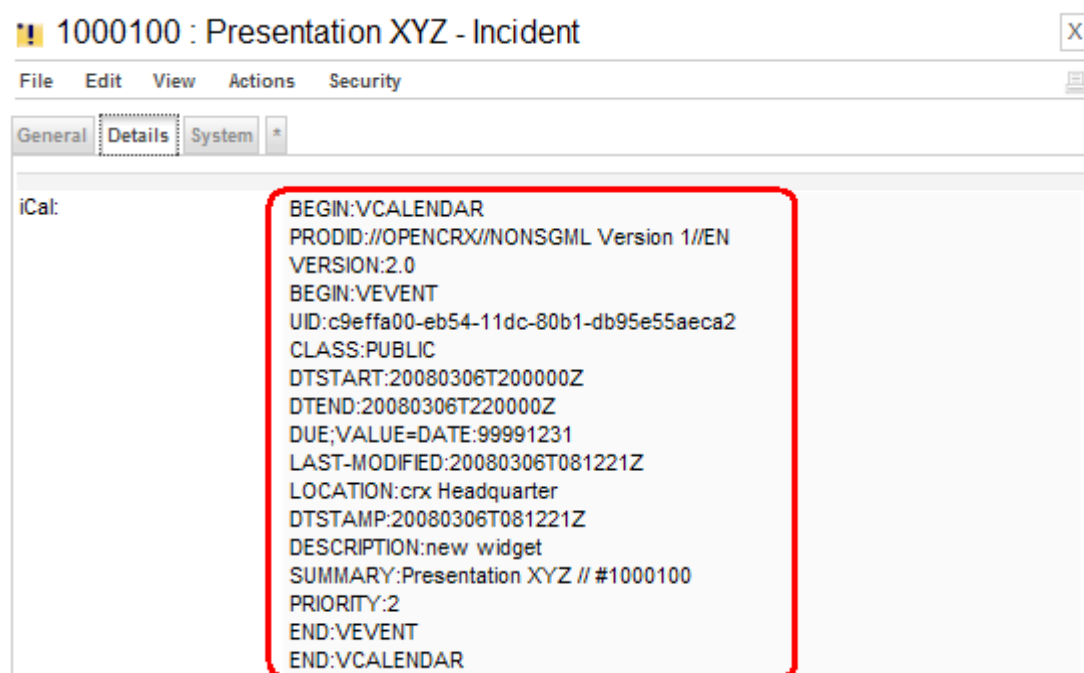 1000100 : Presentation XYZ - Incident X
File Edit View Actions Security
General Details System *
iCal:
BEGIN:VCALENDAR
PRODID://OPENCRX//NONSGML Version 1//EN
VERSION:2.0
BEGIN:VEVENT
UID:c9effa00-eb54-11dc-80b1-db95e55aeca2
CLASS:PUBLIC
DTSTART:20080306T200000Z
DTEND:20080306T220000Z
DUE;VALUE=DATE:99991231
LAST-MODIFIED:20080306T081221Z
LOCATION:crx Headquarter
DTSTAMP:20080306T081221Z
DESCRIPTION:new widget
SUMMARY:Presentation XYZ // #1000100
PRIORITY:2
END:VEVENT
END:VCALENDAR